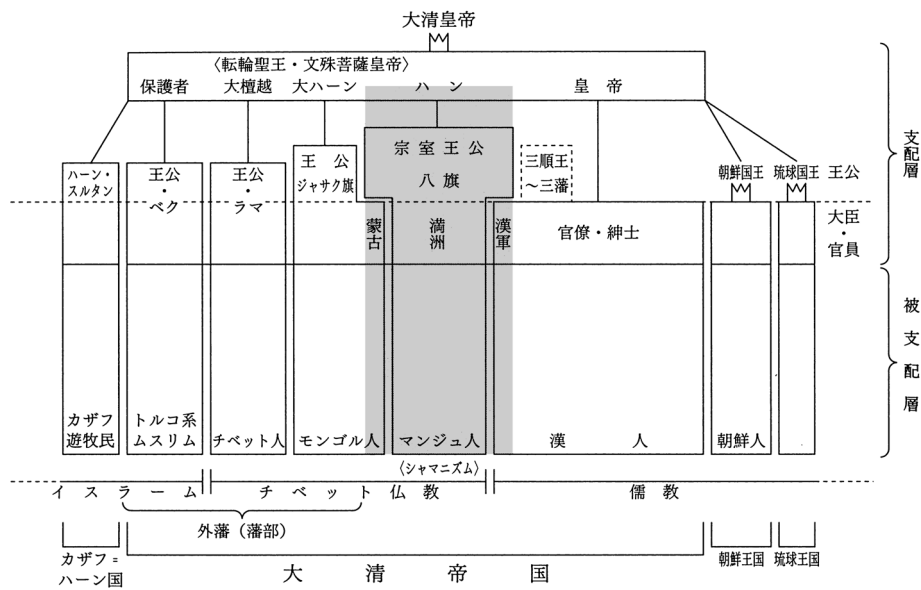 大清皇帝
〈転輪聖王・文殊菩薩皇帝〉
保護者 大檀越 大ハーン ハン 皇帝
ハーン・スルタン
王公・ベク
王公・ラマ
王公
ジャサク旗
宗室王公
八旗
三順王
～三藩
朝鮮国王 琉球国王 王公
蒙古
満洲
漢軍
官僚・紳士
大臣・官員
支配層
被支配層
カザフ
遊牧民
トルコ系
ムスリム
チベット人
モンゴル人
マンジュ人
漢人
朝鮮人
〈シャマニズム〉
イスラーム チベット仏教 儒教
外藩（藩部）
カザフ=
ハーン国
大清帝国
朝鮮王国 琉球王国